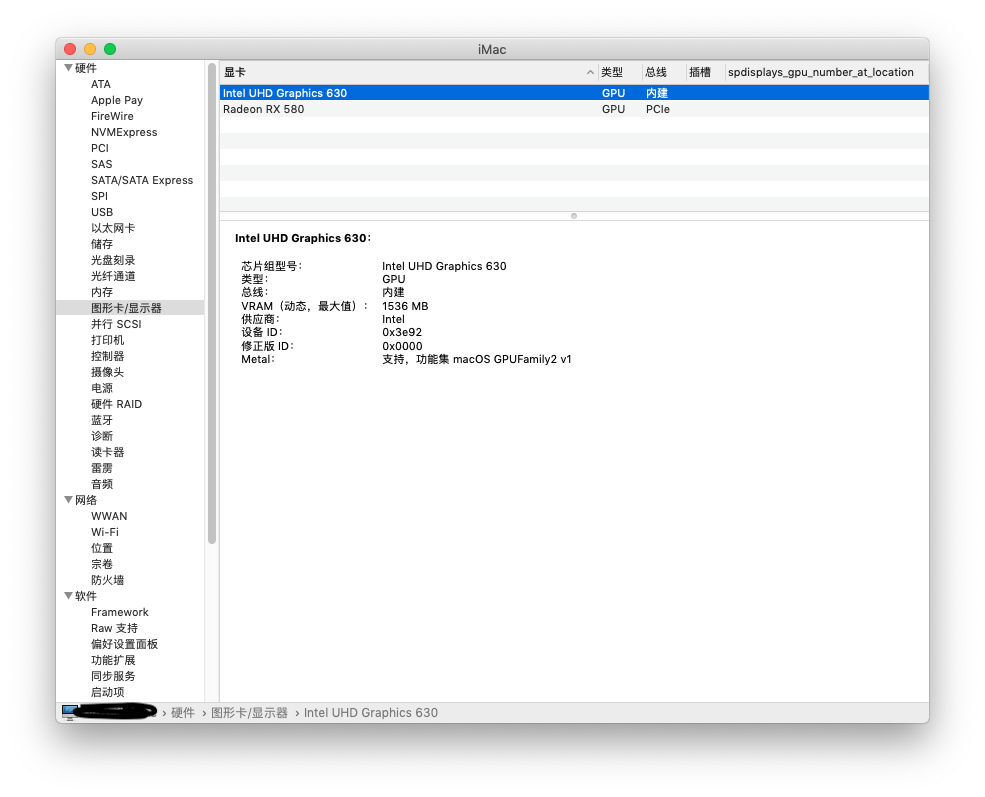 iMac
硬件
ATA
Apple Pay
FireWire
NVMExpress
PCI
SAS
SATA/SATA Express
SPI
USB
以太网卡
储存
光盘刻录
光纤通道
内存
图形卡/显示器
并行 SCSI
打印机
控制器
摄像头
电源
硬件 RAID
蓝牙
诊断
读卡器
雷雳
音频
网络
WWAN
Wi-Fi
位置
宗卷
防火墙
软件
Framework
Raw 支持
偏好设置面板
功能扩展
同步服务
启动项
显卡 类型 总线 插槽 spdisplays_gpu_number_at_location
Intel UHD Graphics 630 GPU 内建
Radeon RX 580 GPU PCIe
Intel UHD Graphics 630：
芯片组型号： Intel UHD Graphics 630
类型： GPU
总线： 内建
VRAM（动态，最大值）： 1536 MB
供应商： Intel
设备 ID： 0x3e92
修正版 ID： 0x0000
Metal： 支持，功能集 macOS GPUFamily2 v1
› 硬件 › 图形卡/显示器 › Intel UHD Graphics 630